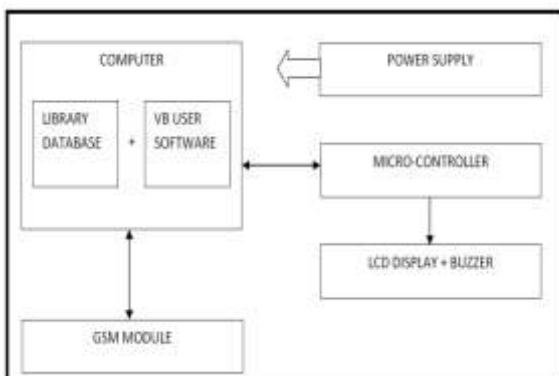 COMPUTER
POWER SUPPLY
LIBRARY
DATABASE
+
VB USER
SOFTWARE
MICRO-CONTROLLER
LCD DISPLAY + BUZZER
GSM MODULE